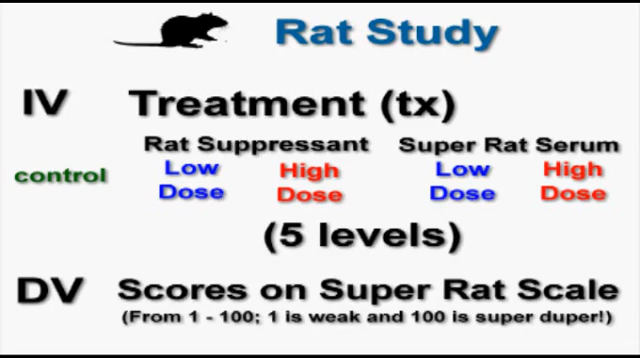 Rat Study
IV Treatment (tx)
Rat Suppressant Super Rat Serum
control Low Dose High Dose Low Dose High Dose
(5 levels)
DV Scores on Super Rat Scale
(From 1 - 100; 1 is weak and 100 is super duper!)